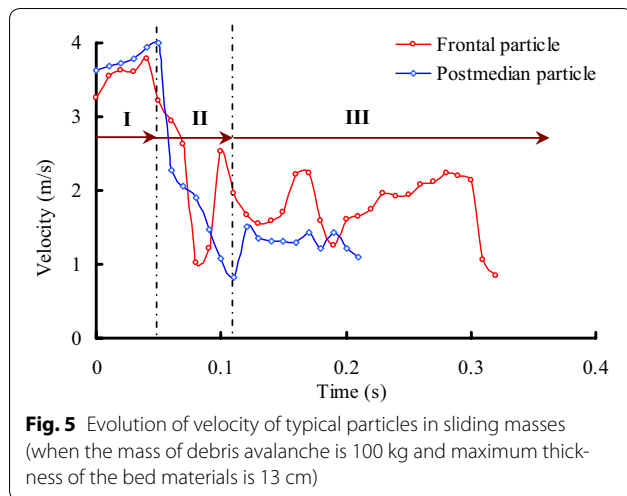 4
3
2
1
0
Velocity (m/s)
Frontal particle
Postmedian particle
I
II
III
0
0.1
0.2
0.3
0.4
Time (s)
Fig. 5 Evolution of velocity of typical particles in sliding masses
(when the mass of debris avalanche is 100 kg and maximum thick-
ness of the bed materials is 13 cm)